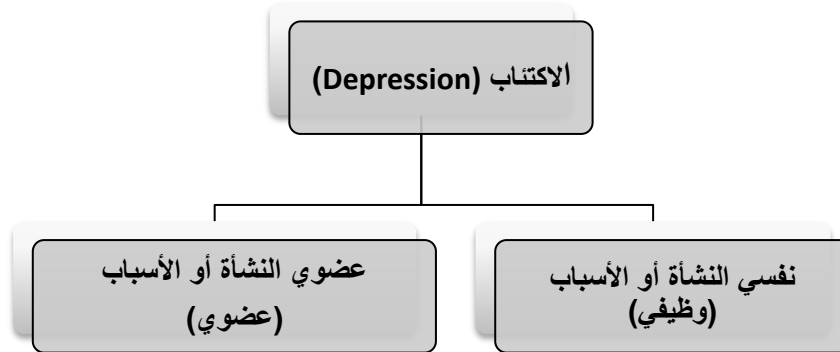 الاكتئاب (Depression)
نفسي النشأة أو الأسباب
(وظيفي)
عضوي النشأة أو الأسباب
(عضوي)